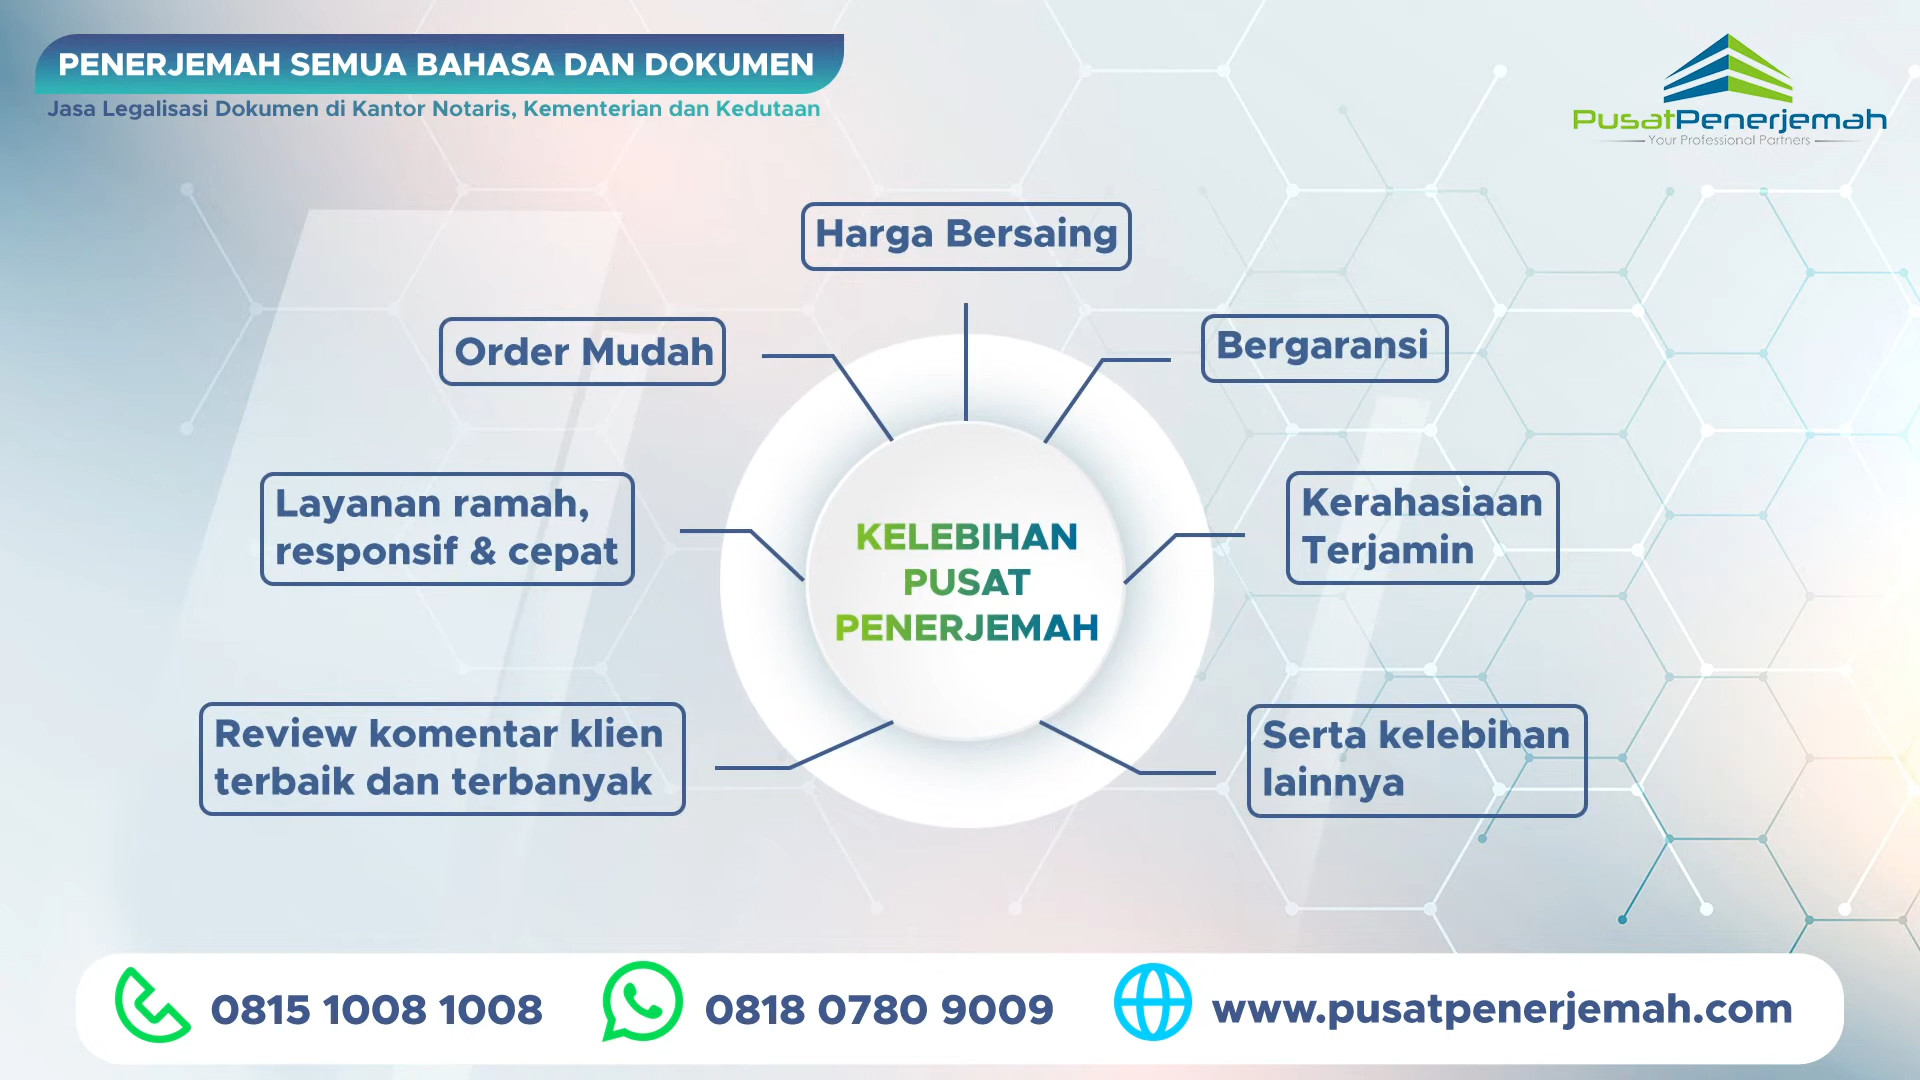 PENERJEMAH SEMUA BAHASA DAN DOKUMEN
Jasa Legalisasi Dokumen di Kantor Notaris, Kementerian dan Kedutaan
PusatPenerjemah
Your Professional Partners
Harga Bersaing
Order Mudah
Bergaransi
Layanan ramah,
responsif & cepat
Kerahasiaan
Terjamin
KELEBIHAN
PUSAT
PENERJEMAH
Review komentar klien
terbaik dan terbanyak
Serta kelebihan
lainnya
0815 1008 1008
0818 0780 9009
www.pusatpenerjemah.com